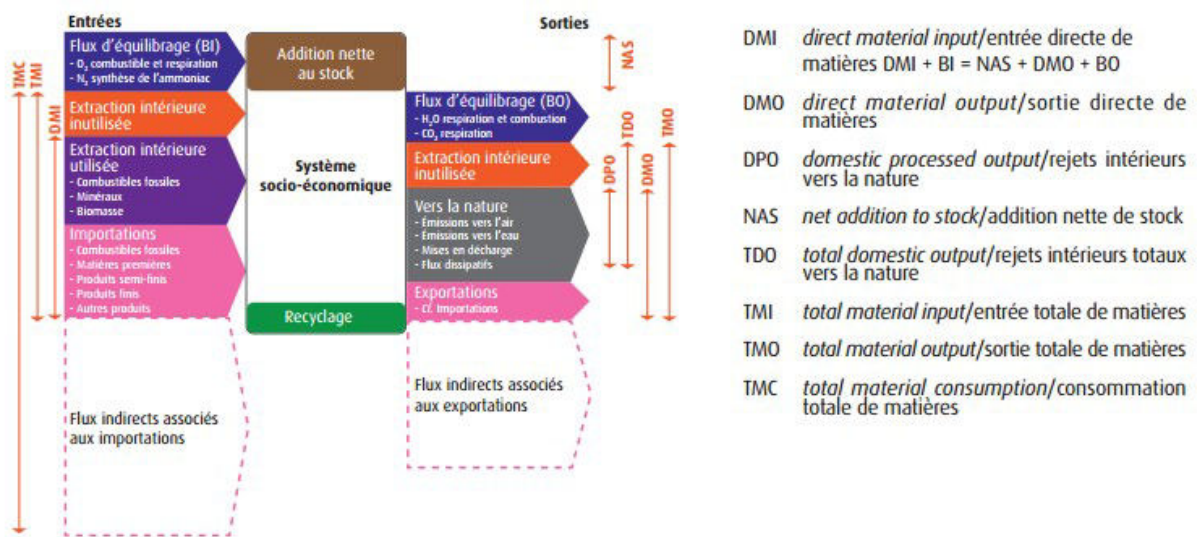 Entrées
Sorties
TMC
TMI
DMI
Flux d'équilibrage (BI)
- O₂ combustible et respiration
- N₂ synthèse de l'ammoniac
Extraction intérieure
inutilisée
Extraction intérieure
utilisée
- Combustibles fossiles
- Minéraux
- Biomasse
Importations
- Combustibles fossiles
- Matières premières
- Produits semi-finis
- Produits finis
- Autres produits
Flux indirects associés
aux importations
Addition nette
au stock
Système
socio-économique
Recyclage
Flux d'équilibrage (BO)
- H₂O respiration et combustion
- CO₂ respiration
Extraction intérieure
inutilisée
Vers la nature
- Émissions vers l'air
- Émissions vers l'eau
- Mises en décharge
- Flux dissipatifs
Exportations
- Cf. Importations
Flux indirects associés
aux exportations
NAS
DPO
TDO
DMO
TMO
DMI direct material input/entrée directe de
matières DMI + BI = NAS + DMO + BO
DMO direct material output/sortie directe de
matières
DPO domestic processed output/rejets intérieurs
vers la nature
NAS net addition to stock/addition nette de stock
TDO total domestic output/rejets intérieurs totaux
vers la nature
TMI total material input/entrée totale de matières
TMO total material output/sortie totale de matières
TMC total material consumption/consommation
totale de matières